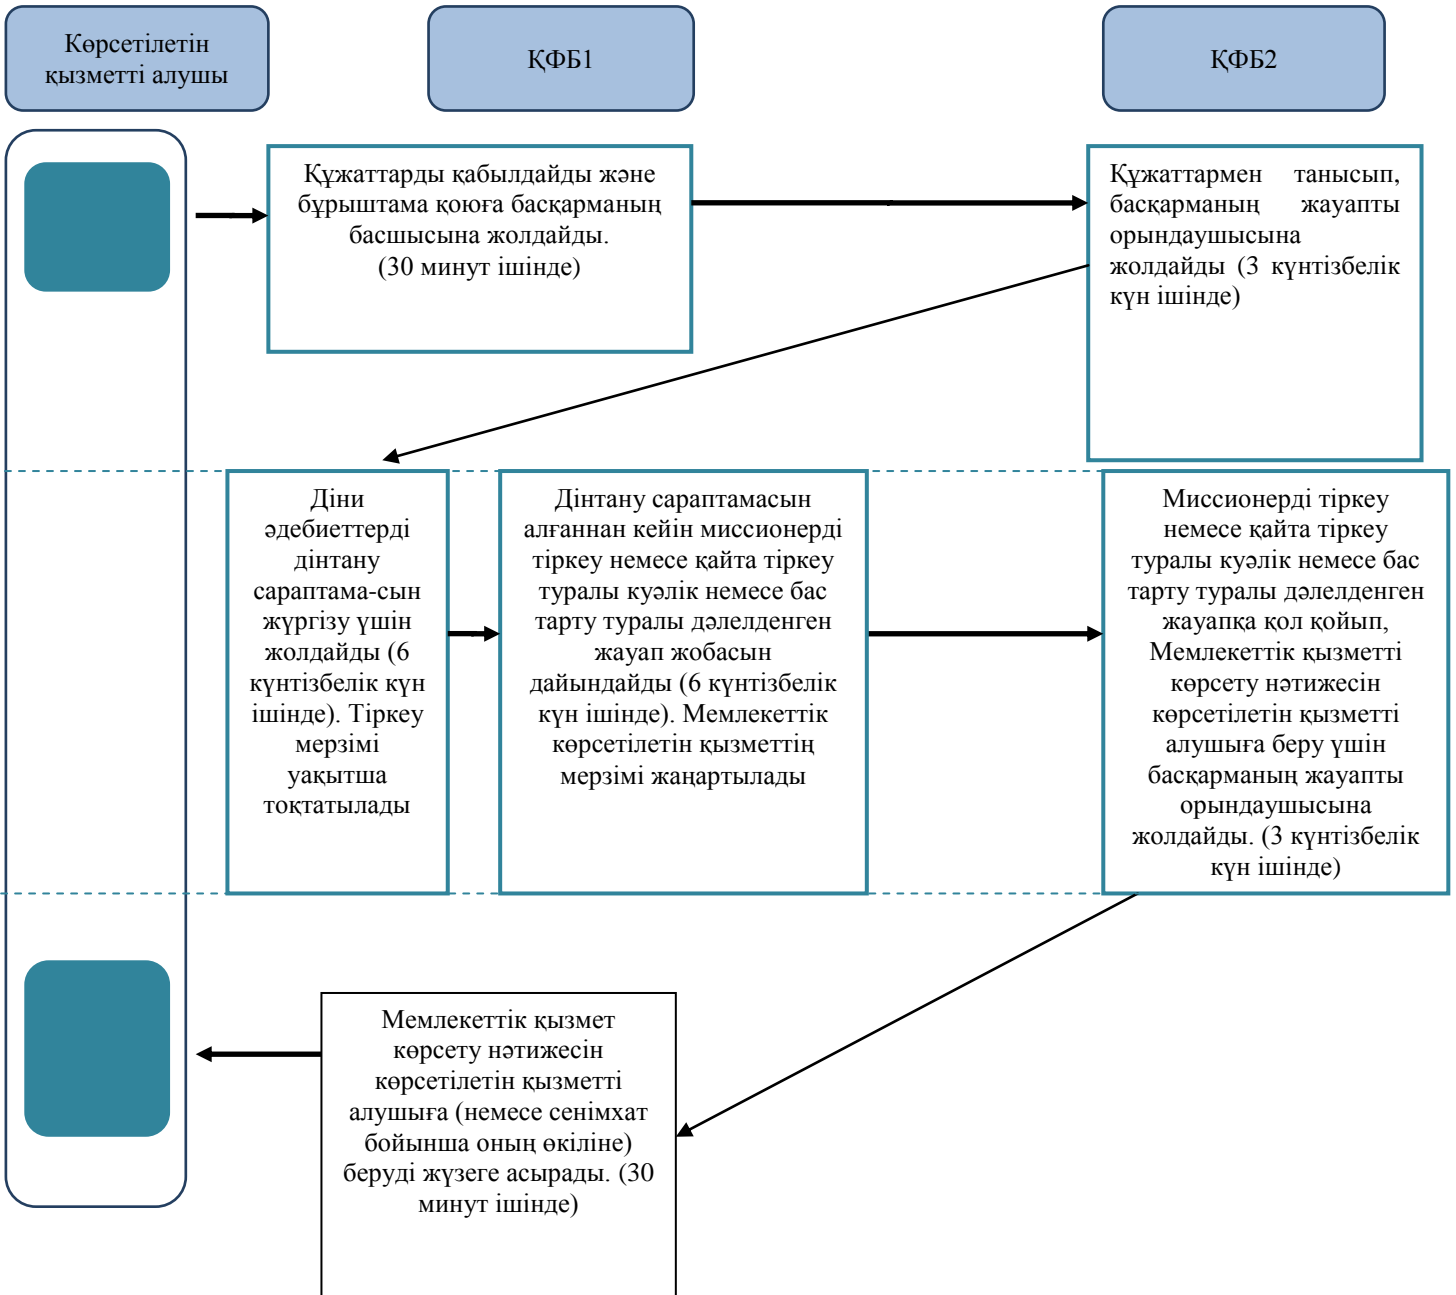 Көрсетілетін
қызметті алушы
ҚФБ1
ҚФБ2
Құжаттарды қабылдайды және
бұрыштама қоюға басқарманың
басшысына жолдайды.
(30 минут ішінде)
Құжаттармен танысып,
басқарманың жауапты
орындаушысына
жолдайды (3 күнтізбелік
күн ішінде)
Діни
әдебиеттерді
дінтану
сараптама-сын
жүргізу үшін
жолдайды (6
күнтізбелік күн
ішінде). Тіркеу
мерзімі
уақытша
тоқтатылады
Дінтану сараптамасын
алғаннан кейін миссионерді
тіркеу немесе қайта тіркеу
туралы куәлік немесе бас
тарту туралы дәлелденген
жауап жобасын
дайындайды (6 күнтізбелік
күн ішінде). Мемлекеттік
көрсетілетін қызметтің
мерзімі жаңартылады
Миссионерді тіркеу
немесе қайта тіркеу
туралы куәлік немесе бас
тарту туралы дәлелденген
жауапқа қол қойып,
Мемлекеттік қызметті
көрсету нәтижесін
көрсетілетін қызметті
алушыға беру үшін
басқарманың жауапты
орындаушысына
жолдайды. (3 күнтізбелік
күн ішінде)
Мемлекеттік қызмет
көрсету нәтижесін
көрсетілетін қызметті
алушыға (немесе сенімхат
бойынша оның өкіліне)
беруді жүзеге асырады. (30
минут ішінде)